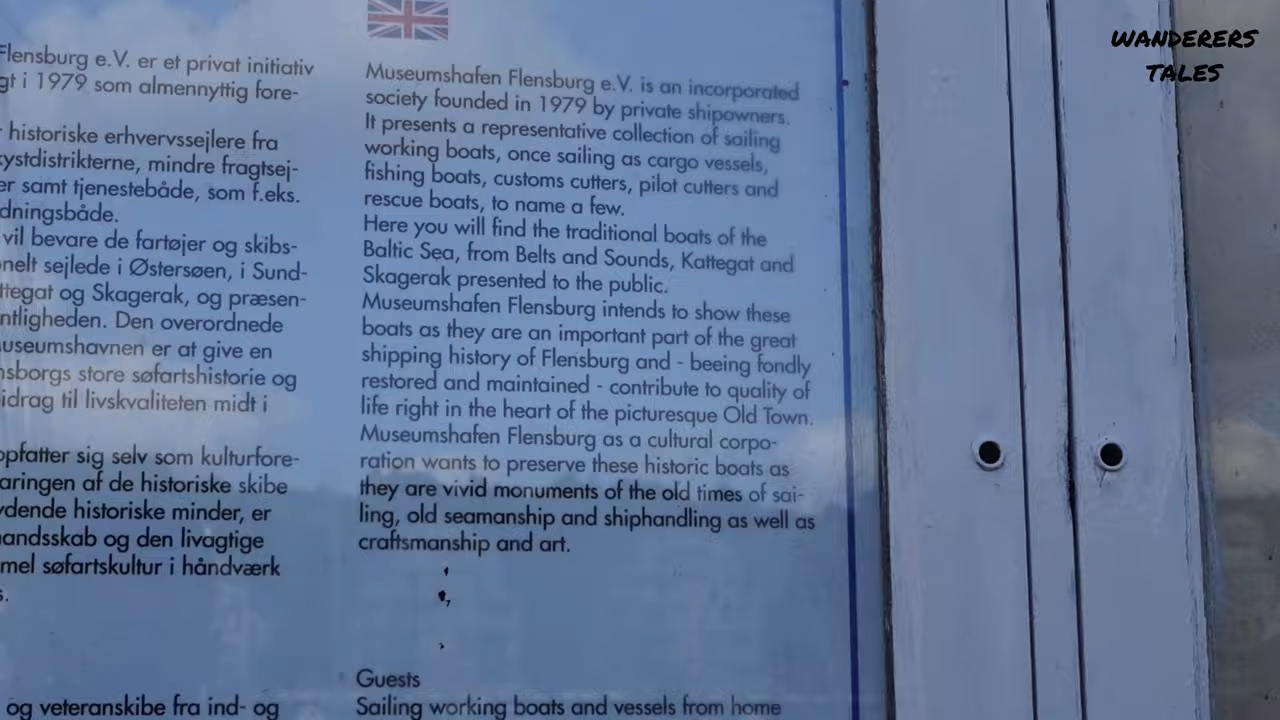 Flensburg e.V. er et privat initiativ
gt i 1979 som almennyttig fore-
historiske erhvervssejlere fra
ystdistrikterne, mindre fragtsej-
er samt tjenestebåde, som f.eks.
dningsbåde.
vil bevare de fartøjer og skibs-
nelt sejlede i Østersøen, i Sund-
ttegat og Skagerak, og præsen-
ntligheden. Den overordnede
useumshavnen er at give en
nsborgs store søfartshistorie og
idrag til livskvaliteten midt i
opfatter sig selv som kulturfore-
aringen af de historiske skibe
ydende historiske minder, er
andsskab og den livagtige
mel søfartskultur i håndværk
s.
og veteranskibe fra ind- og
Museumshafen Flensburg e.V. is an incorporated
society founded in 1979 by private shipowners.
It presents a representative collection of sailing
working boats, once sailing as cargo vessels,
fishing boats, customs cutters, pilot cutters and
rescue boats, to name a few.
Here you will find the traditional boats of the
Baltic Sea, from Belts and Sounds, Kattegat and
Skagerak presented to the public.
Museumshafen Flensburg intends to show these
boats as they are an important part of the great
shipping history of Flensburg and - beeing fondly
restored and maintained - contribute to quality of
life right in the heart of the picturesque Old Town.
Museumshafen Flensburg as a cultural corpo-
ration wants to preserve these historic boats as
they are vivid monuments of the old times of sai-
ling, old seamanship and shiphandling as well as
craftsmanship and art.
Guests
Sailing working boats and vessels from home
WANDERERS
TALES